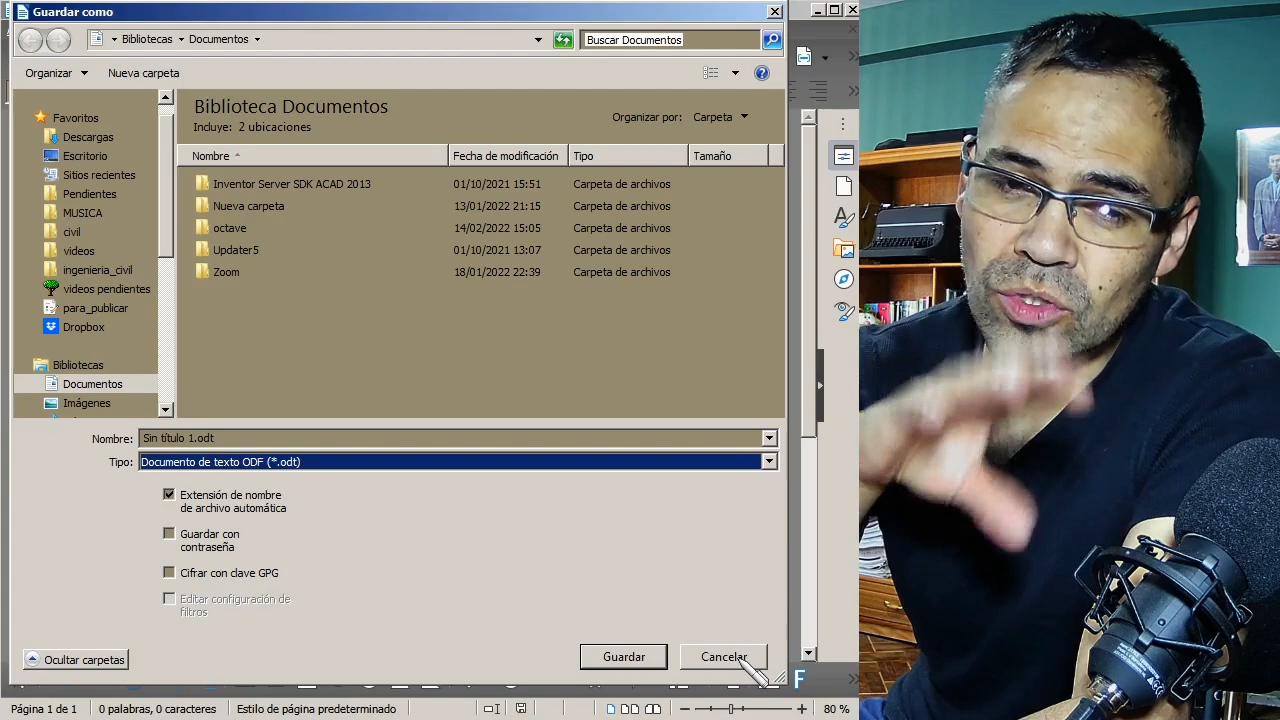 Guardar como
Bibliotecas Documentos
Buscar Documentos
Organizar Nueva carpeta
Favoritos
Descargas
Escritorio
Sitios recientes
Pendientes
MUSICA
civil
videos
ingenieria_civil
videos pendientes
para_publicar
Dropbox
Bibliotecas
Documentos
Imágenes
Biblioteca Documentos
Incluye: 2 ubicaciones
Organizar por: Carpeta
Nombre Fecha de modificación Tipo Tamaño
Inventor Server SDK ACAD 2013 01/10/2021 15:51 Carpeta de archivos
Nueva carpeta 13/01/2022 21:15 Carpeta de archivos
octave 14/02/2022 15:05 Carpeta de archivos
Updater5 01/10/2021 13:07 Carpeta de archivos
Zoom 18/01/2022 22:39 Carpeta de archivos
Nombre: Sin título 1.odt
Tipo: Documento de texto ODF (*.odt)
Extensión de nombre
de archivo automática
Guardar con
contraseña
Cifrar con clave GPG
Editar configuración de
filtros
Ocultar carpetas
Guardar
Cancelar
Página 1 de 1 0 palabras, 0 caracteres Estilo de página predeterminado 80 %